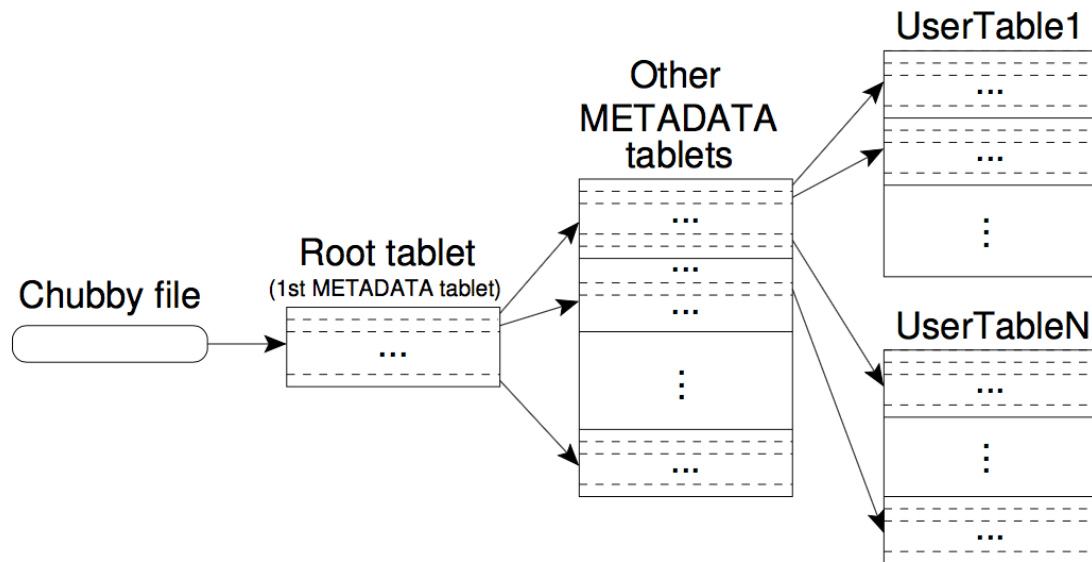 UserTable1
...
...
Other
METADATA
tablets
...
...
...
...
Root tablet
(1st METADATA tablet)
...
Chubby file
UserTableN
...
...